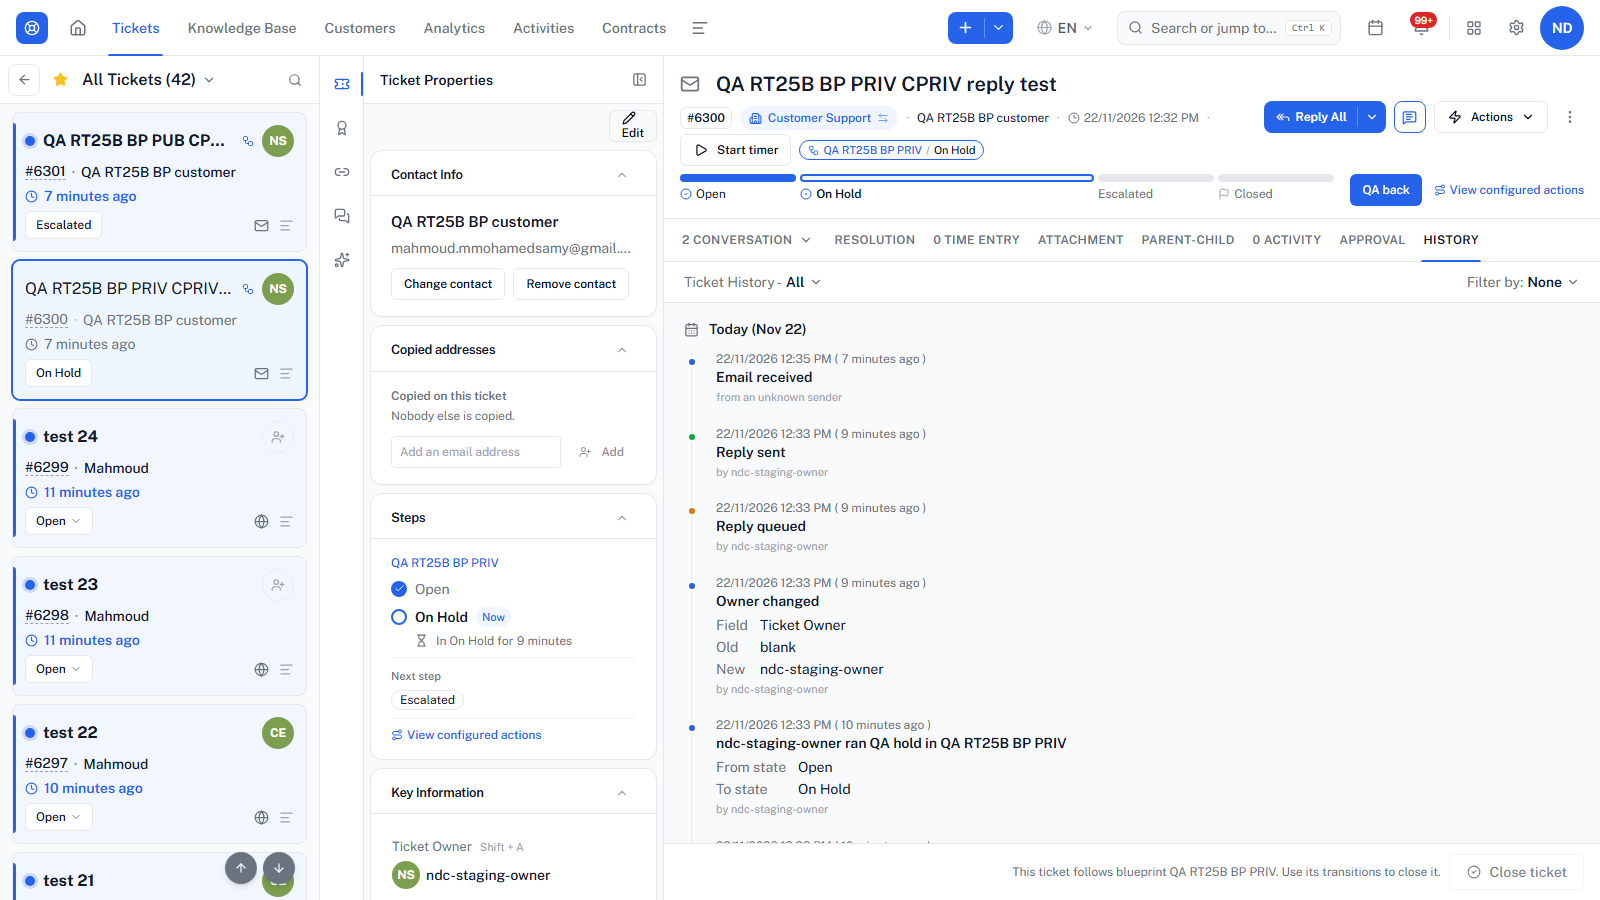 Tickets
Knowledge Base
Customers
Analytics
Activities
Contracts
EN
Search or jump to...
Ctrl K
99+
ND
All Tickets (42)
QA RT25B BP PUB CP...
NS
#6301 · QA RT25B BP customer
7 minutes ago
Escalated
QA RT25B BP PRIV CPRIV...
NS
#6300 · QA RT25B BP customer
7 minutes ago
On Hold
test 24
#6299 · Mahmoud
11 minutes ago
Open
test 23
#6298 · Mahmoud
11 minutes ago
Open
test 22
CE
#6297 · Mahmoud
10 minutes ago
Open
test 21
Ticket Properties
Edit
Contact Info
QA RT25B BP customer
mahmoud.mmohamedsamy@gmail....
Change contact
Remove contact
Copied addresses
Copied on this ticket
Nobody else is copied.
Add an email address
Add
Steps
QA RT25B BP PRIV
Open
On Hold Now
In On Hold for 9 minutes
Next step
Escalated
View configured actions
Key Information
Ticket Owner Shift + A
NS ndc-staging-owner
QA RT25B BP PRIV CPRIV reply test
#6300
Customer Support
· QA RT25B BP customer · 22/11/2026 12:32 PM ·
Reply All
Actions
Start timer
QA RT25B BP PRIV / On Hold
Open
On Hold
Escalated
Closed
QA back
View configured actions
2 CONVERSATION
RESOLUTION
0 TIME ENTRY
ATTACHMENT
PARENT-CHILD
0 ACTIVITY
APPROVAL
HISTORY
Ticket History - All
Filter by: None
Today (Nov 22)
22/11/2026 12:35 PM ( 7 minutes ago )
Email received
from an unknown sender
22/11/2026 12:33 PM ( 9 minutes ago )
Reply sent
by ndc-staging-owner
22/11/2026 12:33 PM ( 9 minutes ago )
Reply queued
by ndc-staging-owner
22/11/2026 12:33 PM ( 9 minutes ago )
Owner changed
Field Ticket Owner
Old blank
New ndc-staging-owner
by ndc-staging-owner
22/11/2026 12:33 PM ( 10 minutes ago )
ndc-staging-owner ran QA hold in QA RT25B BP PRIV
From state Open
To state On Hold
by ndc-staging-owner
This ticket follows blueprint QA RT25B BP PRIV. Use its transitions to close it.
Close ticket